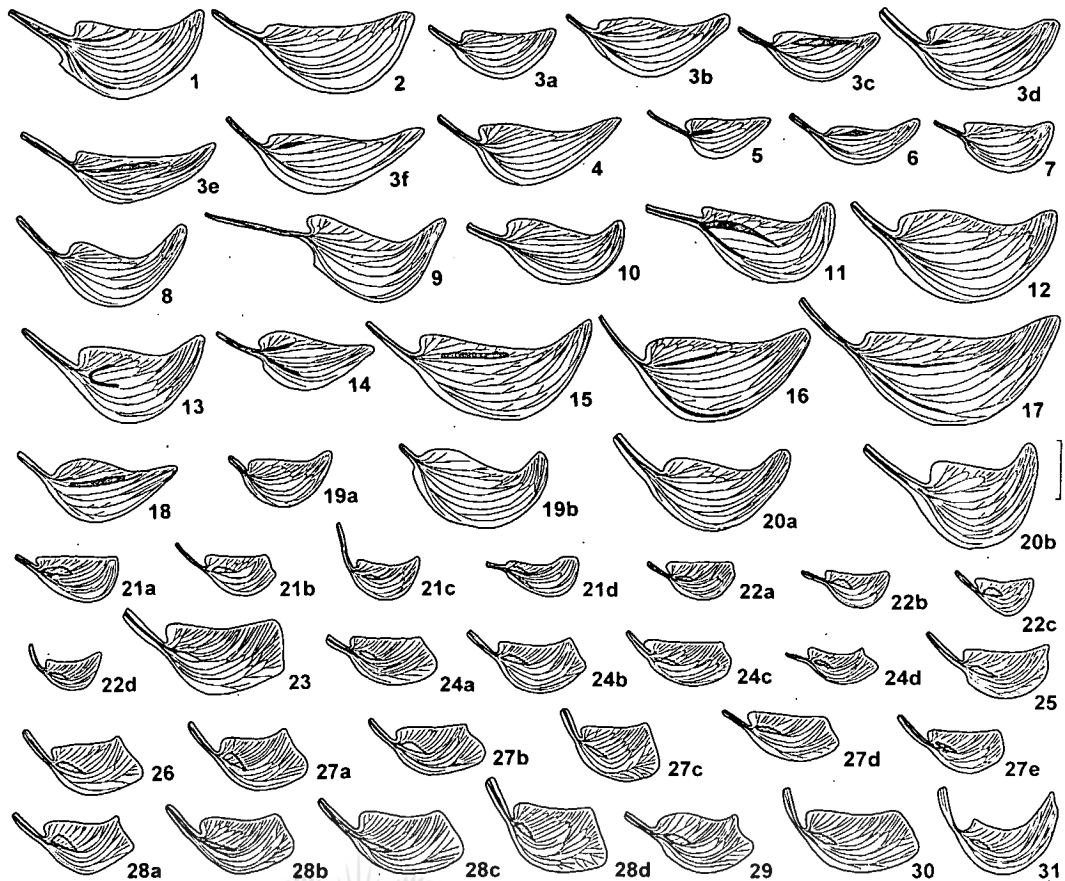 1 2 3a 3b 3c 3d
3e 3f 4 5 6 7
8 9 10 11 12
13 14 15 16 17
18 19a 19b 20a 20b
21a 21b 21c 21d 22a 22b 22c
22d 23 24a 24b 24c 24d 25
26 27a 27b 27c 27d 27e
28a 28b 28c 28d 29 30 31